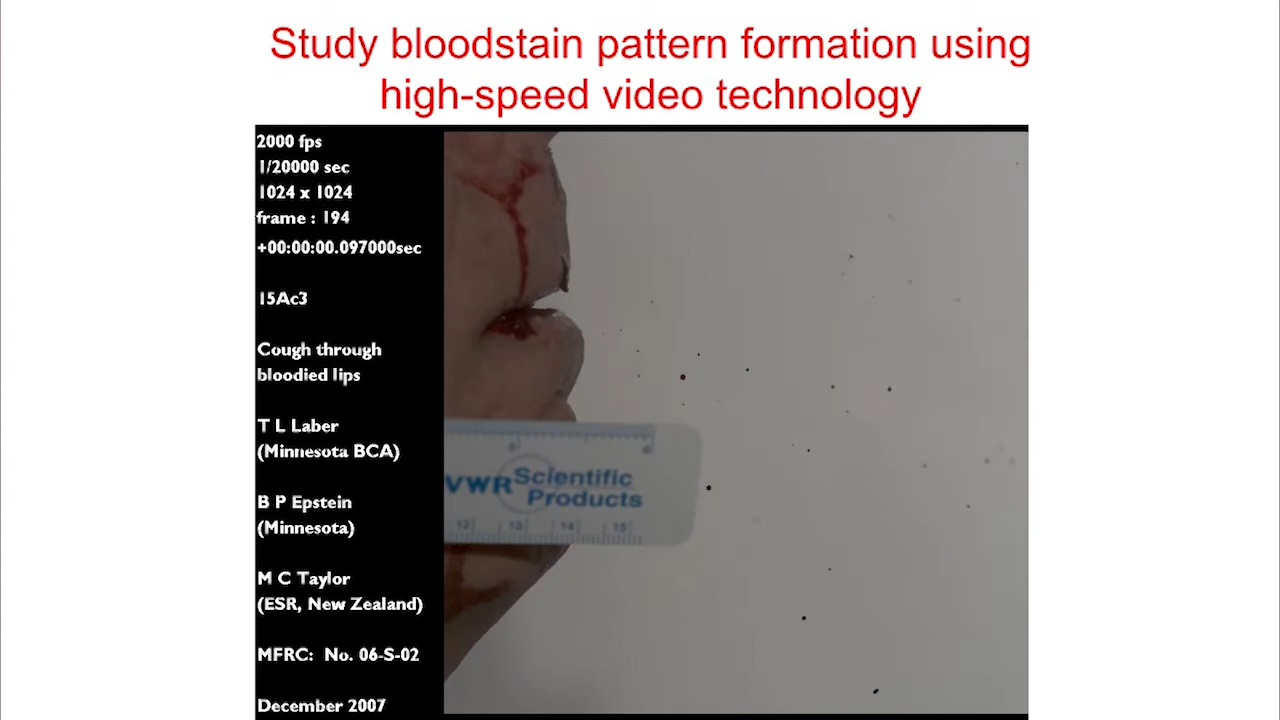 Study bloodstain pattern formation using
high-speed video technology
2000 fps
1/20000 sec
1024 x 1024
frame : 194
+00:00:00.097000sec
15Ac3
Cough through
bloodied lips
T L Laber
(Minnesota BCA)
B P Epstein
(Minnesota)
M C Taylor
(ESR, New Zealand)
MFRC: No. 06-S-02
December 2007
VWR Scientific
Products
12 13 14 15